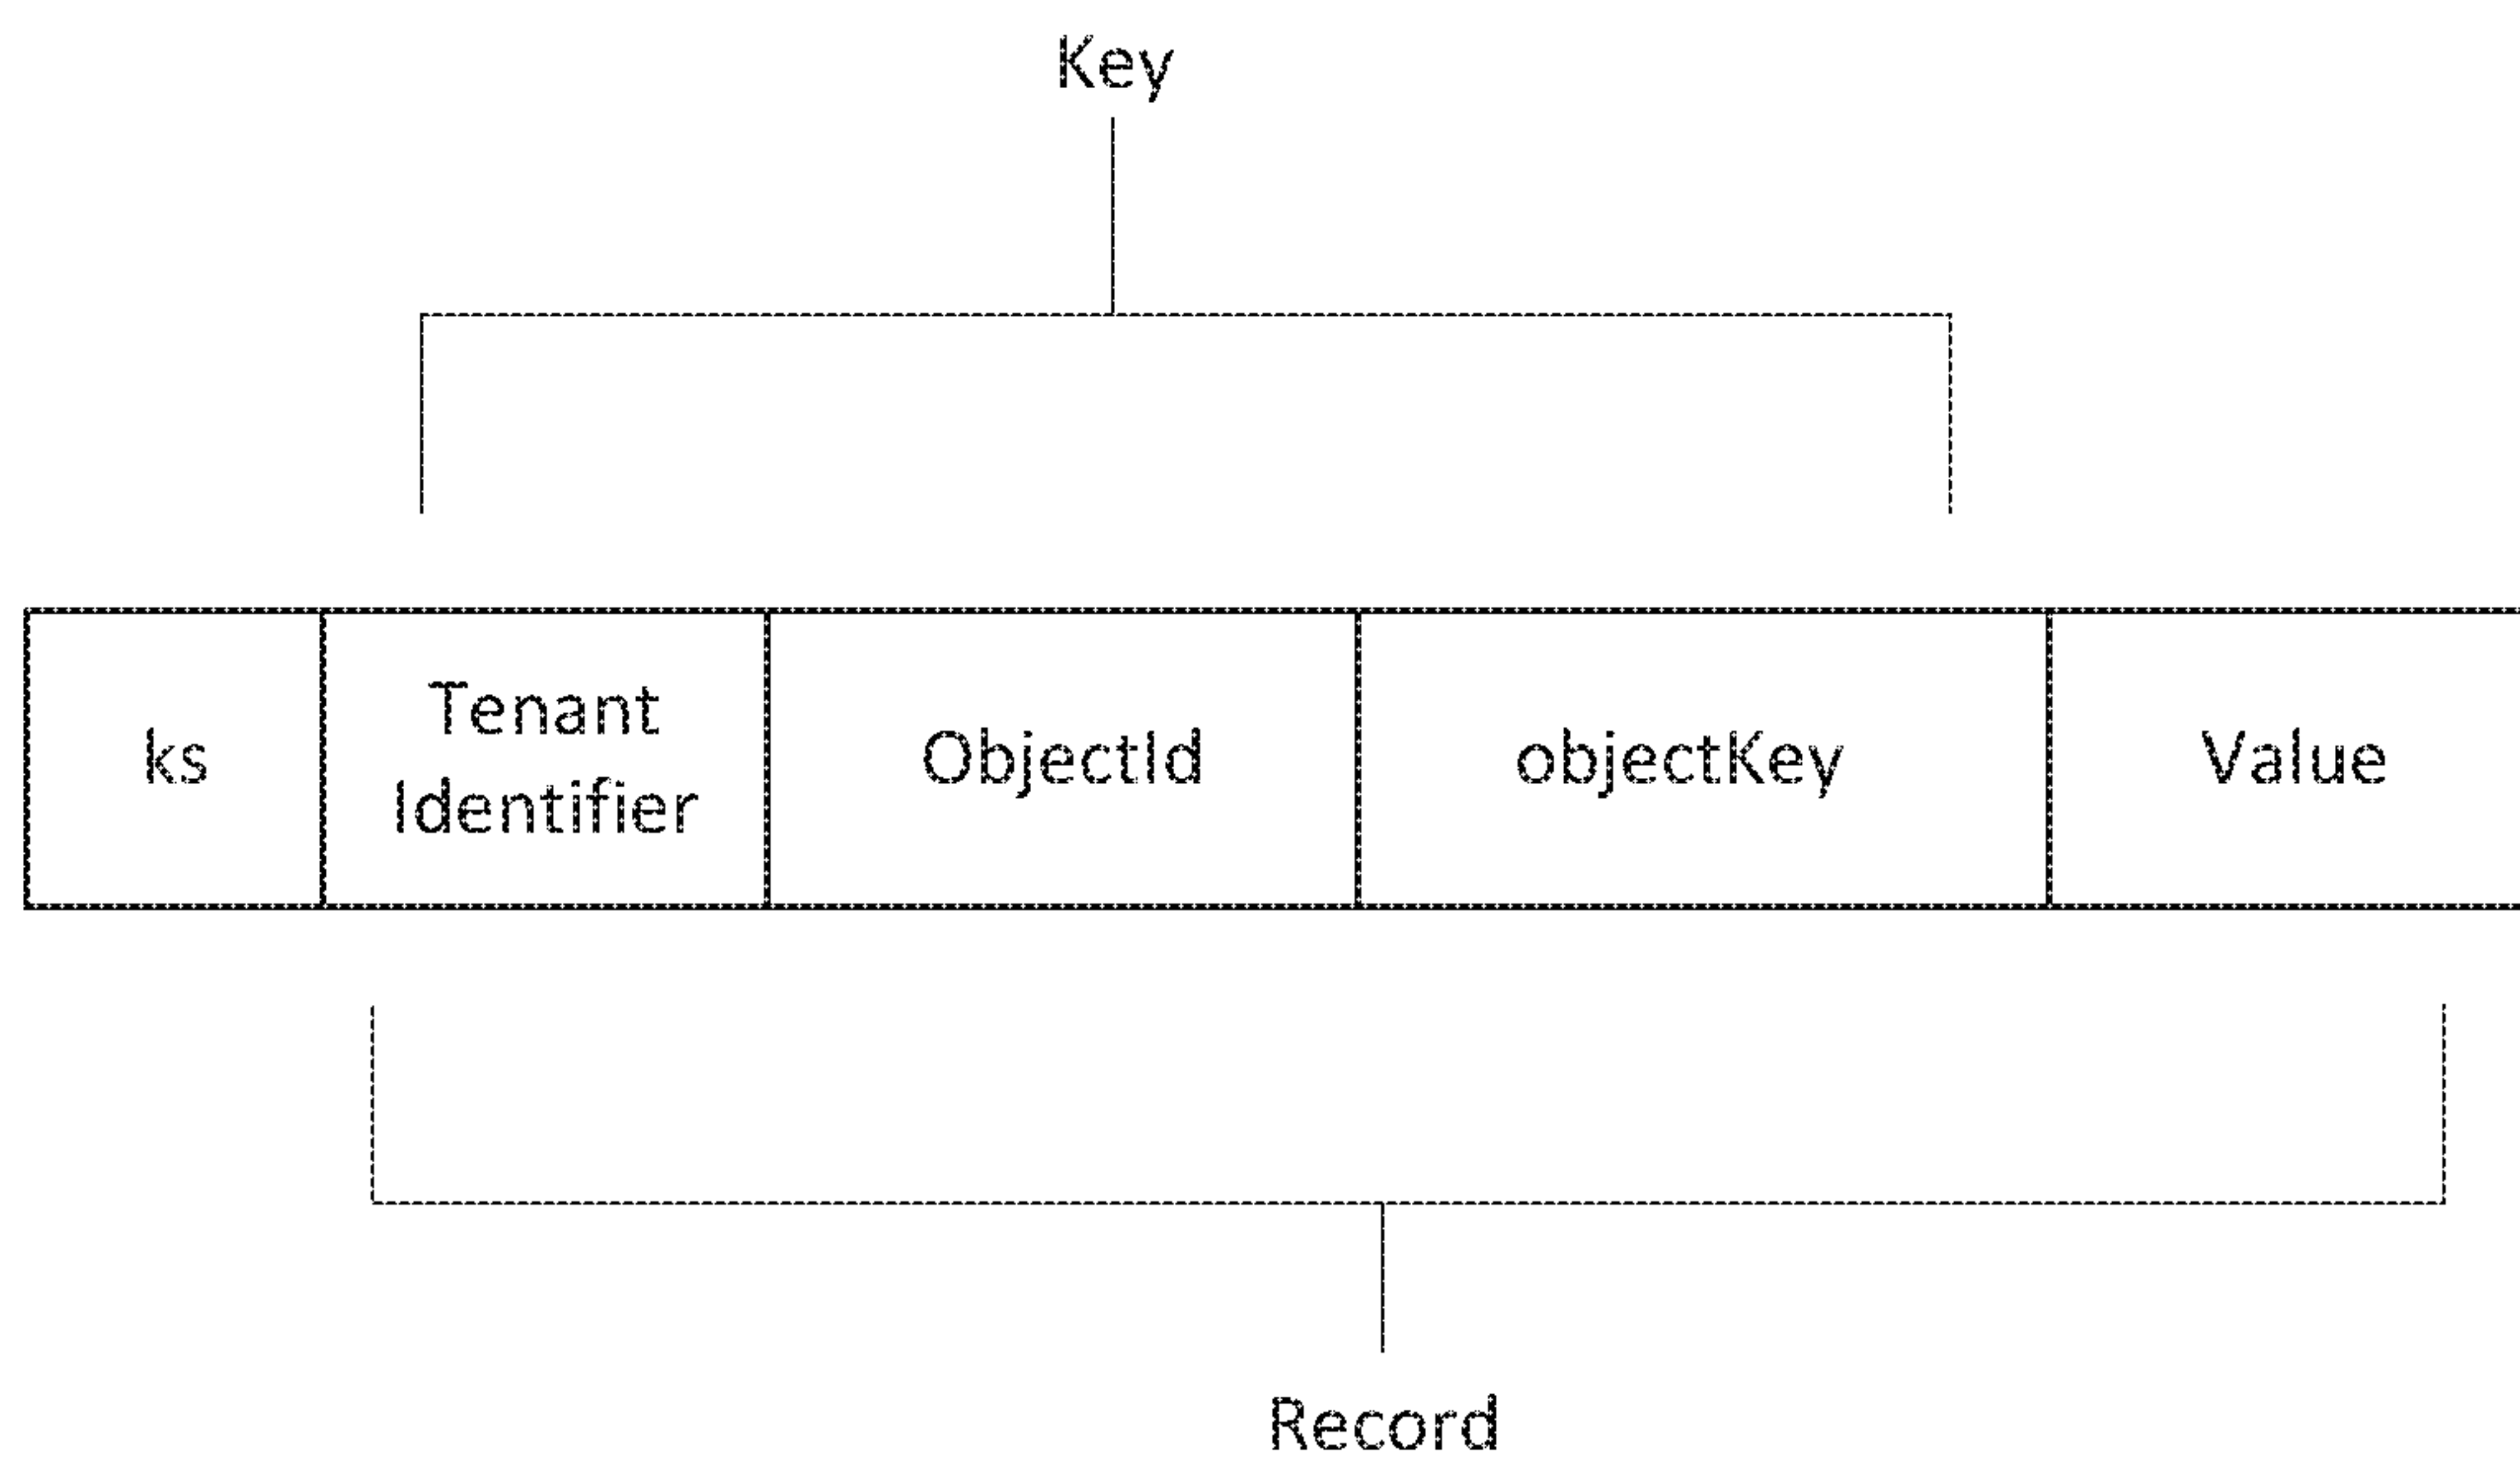 Key
ks
Tenant
Identifier
ObjectId
objectKey
Value
Record